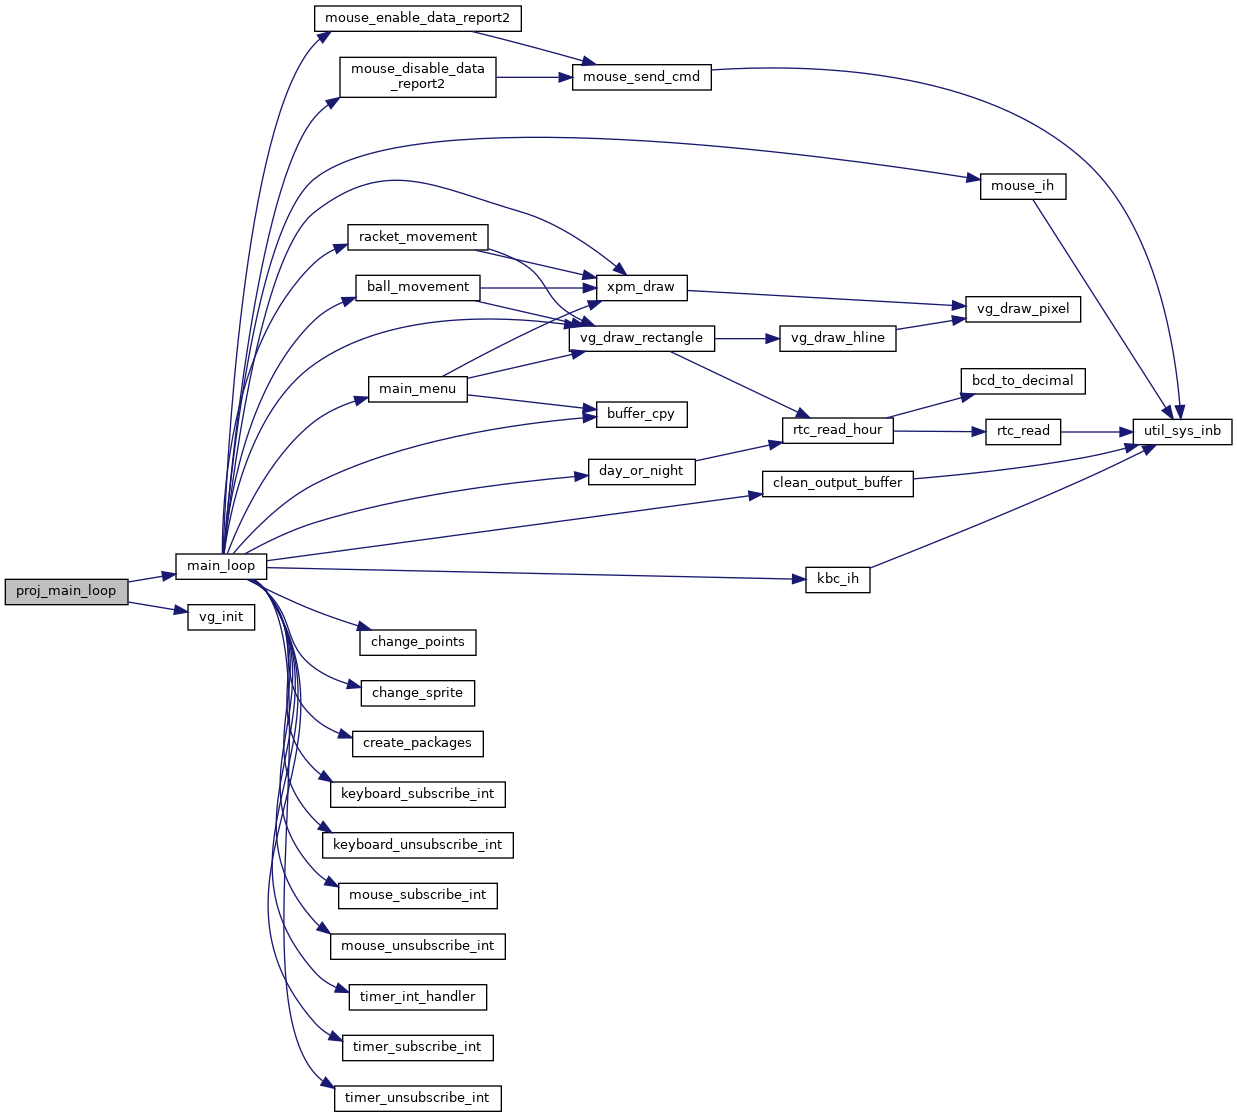 mouse_enable_data_report2
mouse_disable_data
_report2
mouse_send_cmd
mouse_ih
racket_movement
ball_movement
xpm_draw
vg_draw_pixel
vg_draw_rectangle
vg_draw_hline
main_menu
bcd_to_decimal
buffer_cpy
rtc_read_hour
rtc_read
util_sys_inb
day_or_night
clean_output_buffer
main_loop
kbc_ih
proj_main_loop
vg_init
change_points
change_sprite
create_packages
keyboard_subscribe_int
keyboard_unsubscribe_int
mouse_subscribe_int
mouse_unsubscribe_int
timer_int_handler
timer_subscribe_int
timer_unsubscribe_int